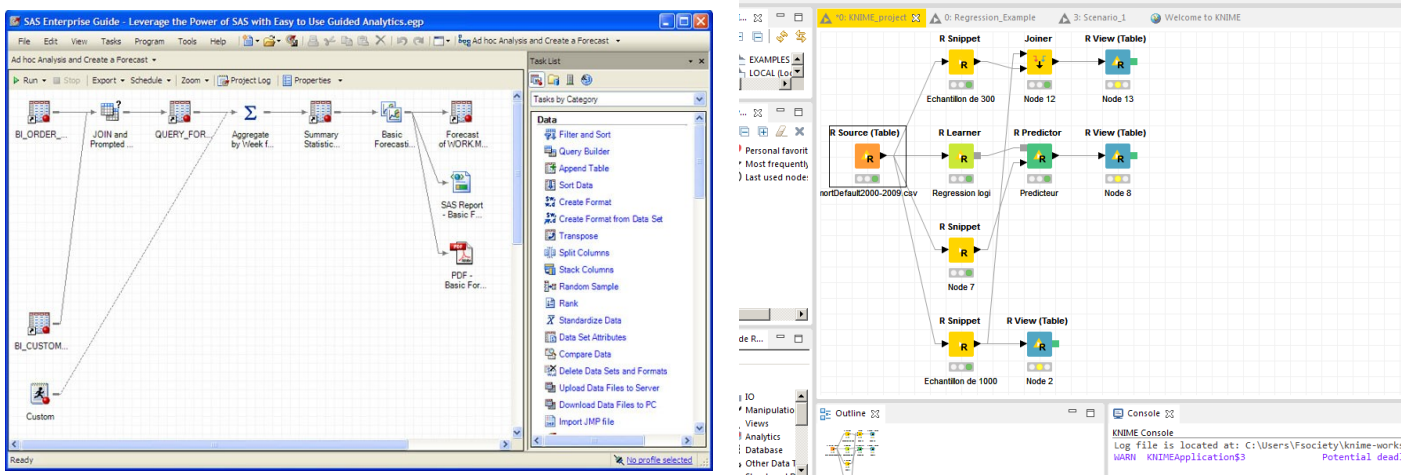 SAS Enterprise Guide - Leverage the Power of SAS with Easy to Use Guided Analytics.egp
File Edit View Tasks Program Tools Help Ad hoc Analysis and Create a Forecast
Ad hoc Analysis and Create a Forecast
Run Stop Export Schedule Zoom Project Log Properties
BI_ORDER_...
JOIN and
Prompted ...
QUERY_FOR...
Aggregate
by Week f...
Summary
Statistic...
Basic
Forecasti...
Forecast
of WORK.M...
SAS Report
- Basic F...
PDF -
Basic For...
BI_CUSTOM...
Custom
Ready
Task List
Tasks by Category
Data
Filter and Sort
Query Builder
Append Table
Sort Data
Create Format
Create Format from Data Set
Transpose
Split Columns
Stack Columns
Random Sample
Rank
Standardize Data
Data Set Attributes
Compare Data
Delete Data Sets and Formats
Upload Data Files to Server
Download Data Files to PC
Import JMP file
No profile selected
EXAMPLES
LOCAL (Loc
Personal favorit
Most frequently
Last used node:
de R...
IO
Manipulatio
Views
Analytics
Database
Other Data T
*0: KNIME_project 0: Regression_Example 3: Scenario_1 Welcome to KNIME
R Snippet
Echantillon de 300
Joiner
Node 12
R View (Table)
Node 13
R Source (Table)
nortDefault2000-2009.csv
R Learner
Regression logi
R Predictor
Predicteur
R View (Table)
Node 8
R Snippet
Node 7
R Snippet
Echantillon de 1000
R View (Table)
Node 2
Outline
Console
KNIME Console
Log file is located at: C:\Users\Fsociety\knime-works
WARN KNIMEApplication$3 Potential deadl